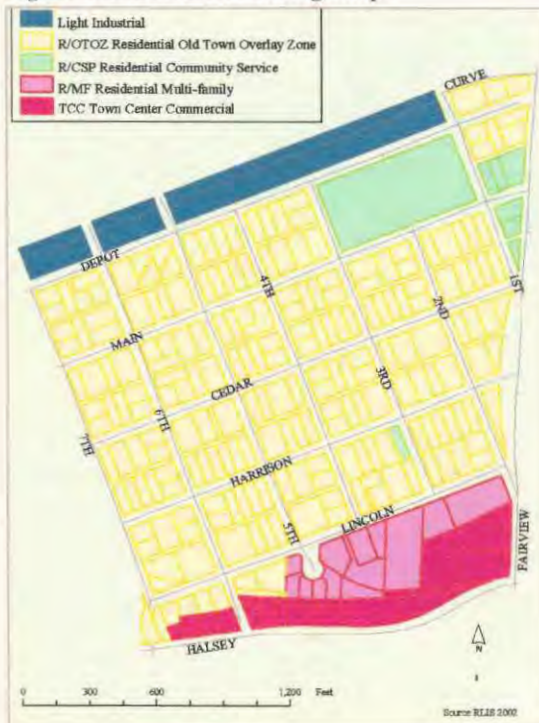 Light Industrial
R/OTOZ Residential Old Town Overlay Zone
R/CSP Residential Community Service
R/MF Residential Multi-family
TCC Town Center Commercial
CURVE
DEPOT
4TH
1ST
MAIN
2ND
CEDAR
3RD
6TH
7TH
HARRISON
LINCOLN
5TH
FAIRVIEW
HALSEY
N
0 300 600 1,200 Feet
Source RLIS 2002